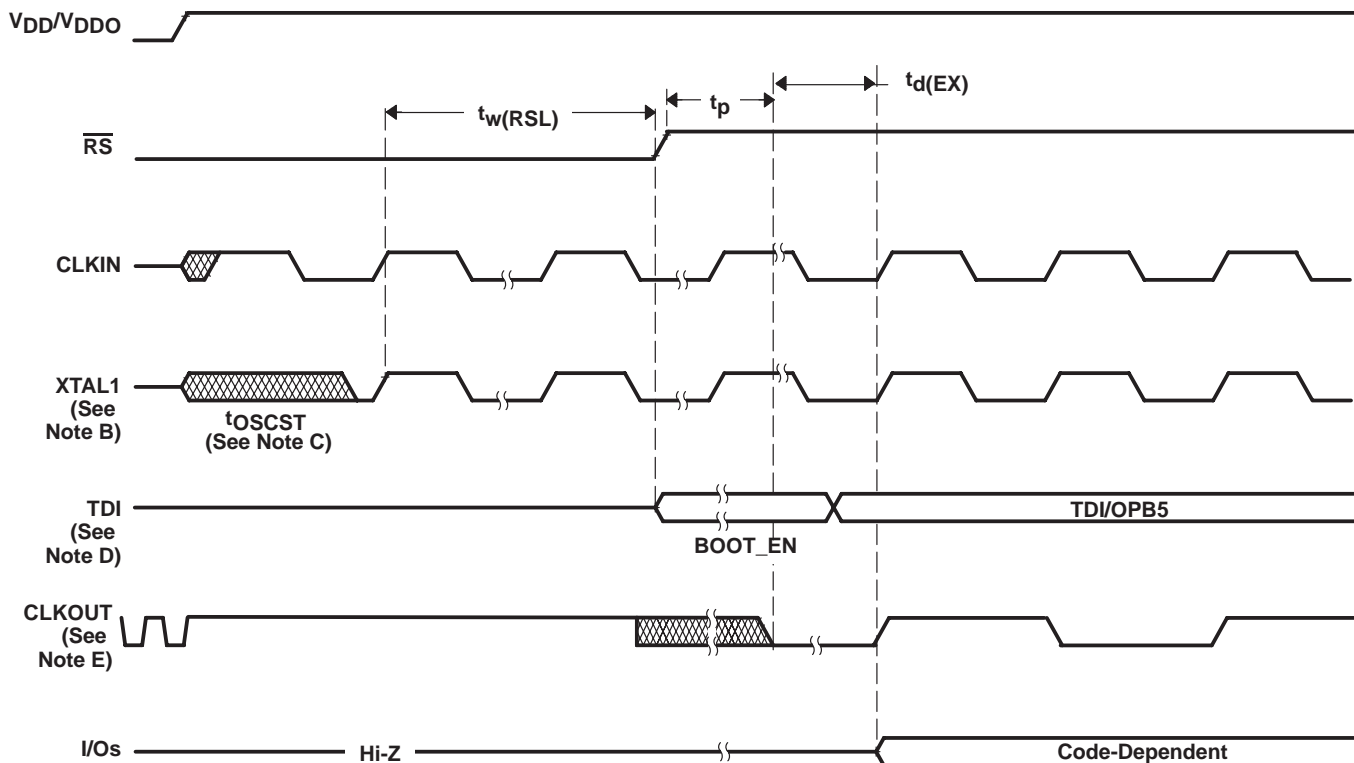 VDD/VDDO
td(EX)
tp
tw(RSL)
RS
CLKIN
XTAL1
(See
Note B)
tOSCST
(See Note C)
TDI
(See
Note D)
TDI/OPB5
BOOT_EN
CLKOUT
(See
Note E)
I/Os
Hi-Z
Code-Dependent